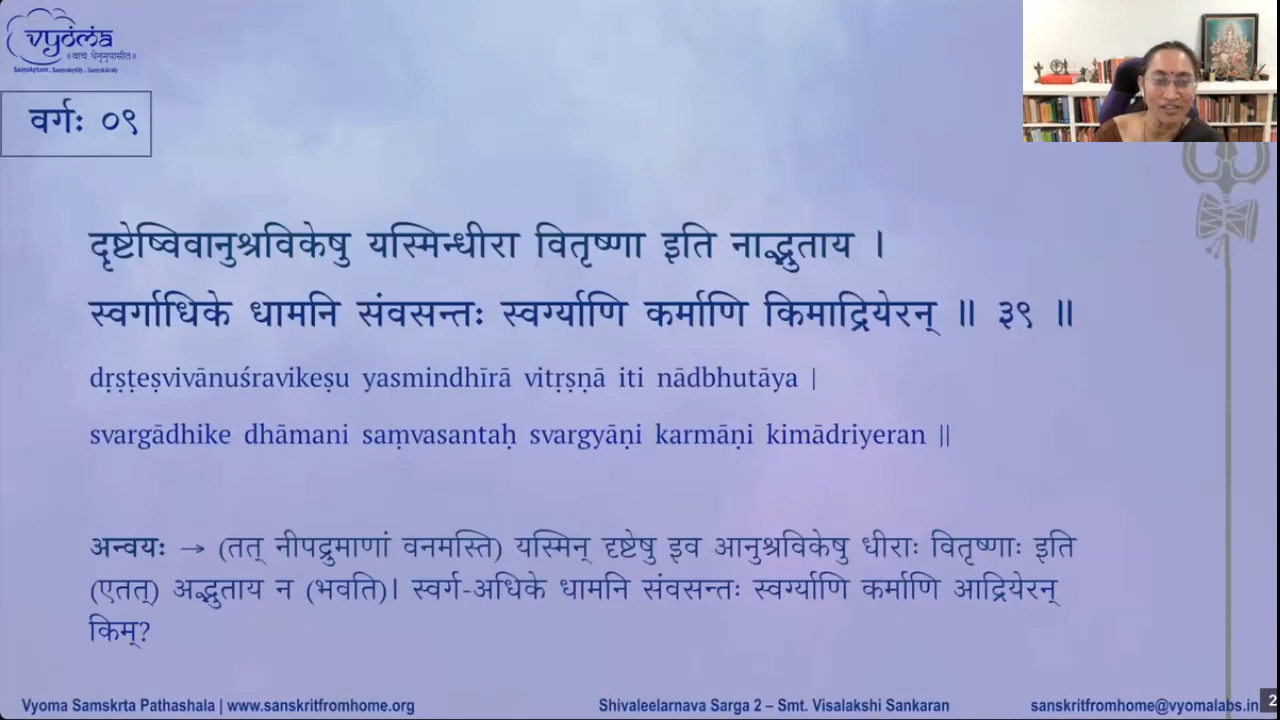 vyoma
॥ वाचं धेनुमुपासीत ॥
Samskrtam . Samskrtih . Samskarah
वर्गः ०९
दृष्टेष्विवानुश्रविकेषु यस्मिन्धीरा वितृष्णा इति नाद्भुताय ।
स्वर्गाधिके धामनि संवसन्तः स्वर्ग्याणि कर्माणि किमाद्रियेरन् ॥ ३९ ॥
dṛṣṭeṣvivānuśravikeṣu yasmindhīrā vitṛṣṇā iti nādbhutāya |
svargādhike dhāmani saṃvasantaḥ svargyāṇi karmāṇi kimādriyeran ||
अन्वयः → (तत् नीपद्रुमाणां वनमस्ति) यस्मिन् दृष्टेषु इव आनुश्रविकेषु धीराः वितृष्णाः इति
(एतत्) अद्भुताय न (भवति)। स्वर्ग-अधिके धामनि संवसन्तः स्वर्ग्याणि कर्माणि आद्रियेरन्
किम्?
Vyoma Samskrta Pathashala | www.sanskritfromhome.org
Shivaleelarnava Sarga 2 – Smt. Visalakshi Sankaran
sanskritfromhome@vyomalabs.in
2